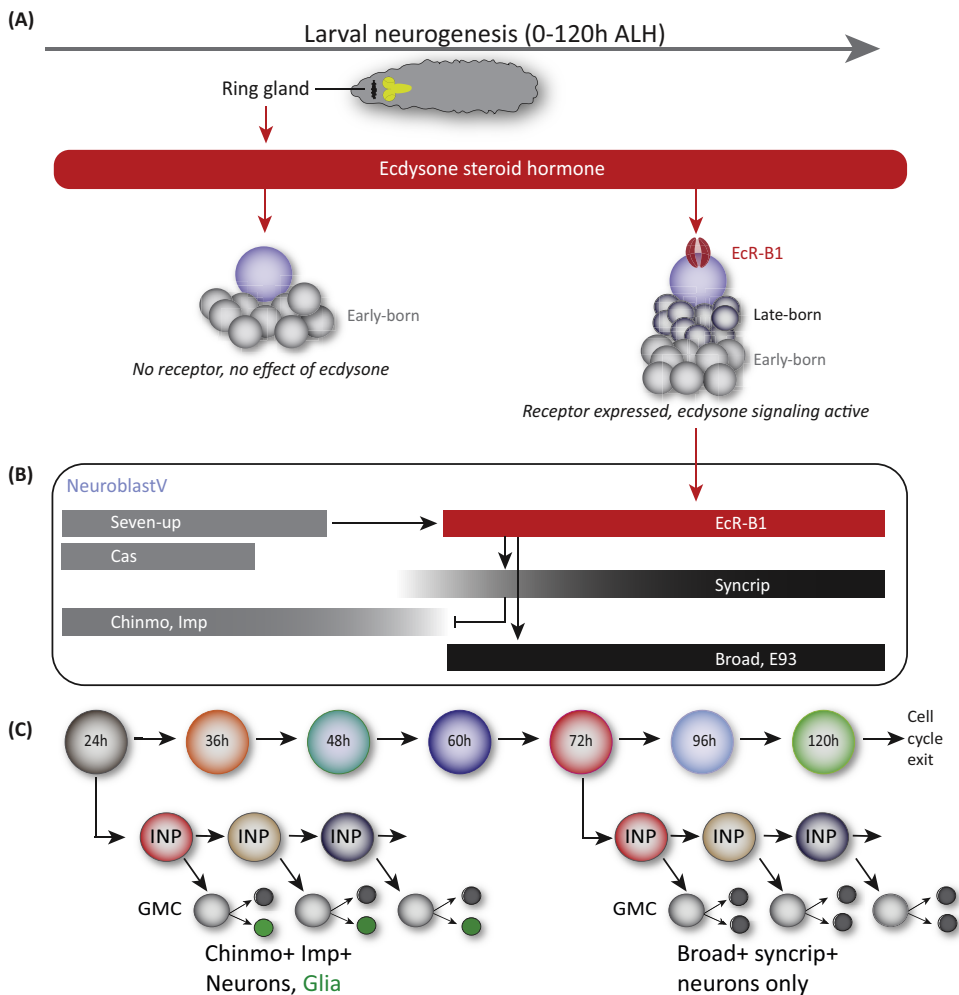 (A)
Larval neurogenesis (0-120h ALH)
Ring gland
Ecdysone steroid hormone
EcR-B1
Early-born
Late-born
Early-born
No receptor, no effect of ecdysone
Receptor expressed, ecdysone signaling active
(B)
NeuroblastV
Seven-up
EcR-B1
Cas
Syncrip
Chinmo, Imp
Broad, E93
(C)
24h
36h
48h
60h
72h
96h
120h
Cell
cycle
exit
INP
INP
INP
INP
INP
INP
GMC
GMC
Chinmo+ Imp+
Neurons, Glia
Broad+ syncrip+
neurons only